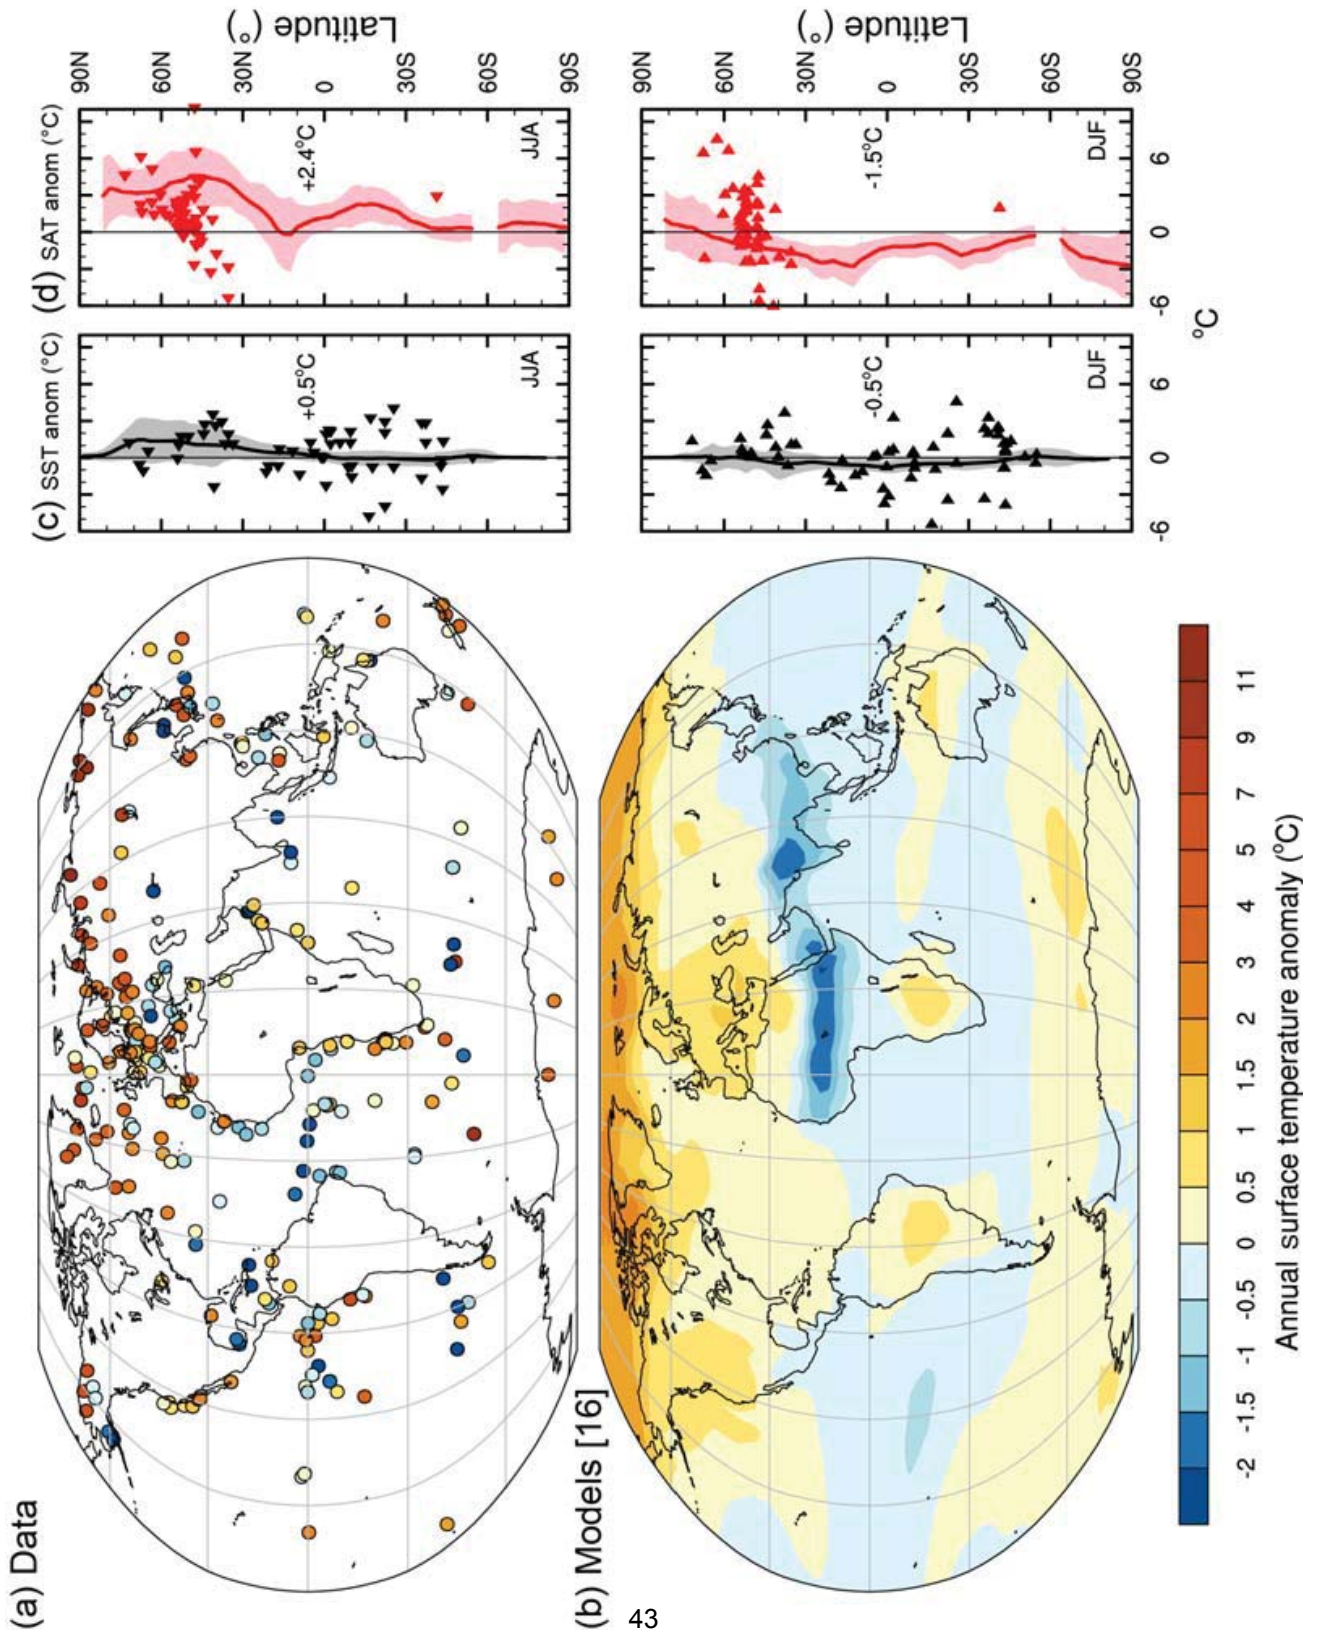 (a) Data
(b) Models [16]
-2
-1.5
-1
-0.5
0
0.5
1
1.5
2
3
4
5
7
9
11
Annual surface temperature anomaly (°C)
(c) SST anom (°C)
+0.5°C
JJA
-0.5°C
DJF
-6
0
6
(d) SAT anom (°C)
90N
60N
30N
0
30S
60S
90S
Latitude (°)
+2.4°C
JJA
90N
60N
30N
0
30S
60S
90S
Latitude (°)
-1.5°C
DJF
-6
0
6
°C
43